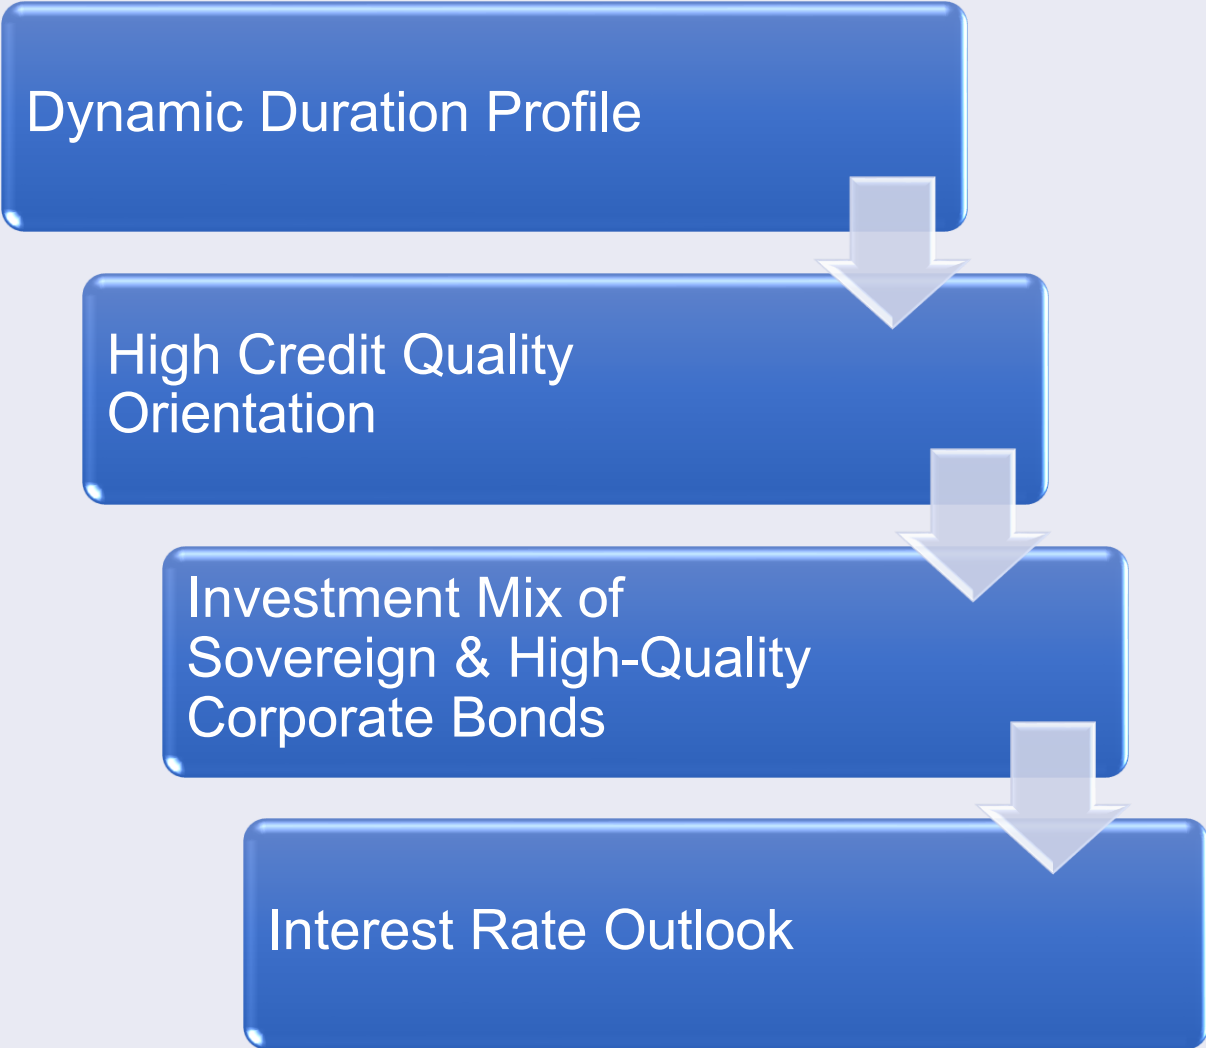 Dynamic Duration Profile
High Credit Quality
Orientation
Investment Mix of
Sovereign & High-Quality
Corporate Bonds
Interest Rate Outlook